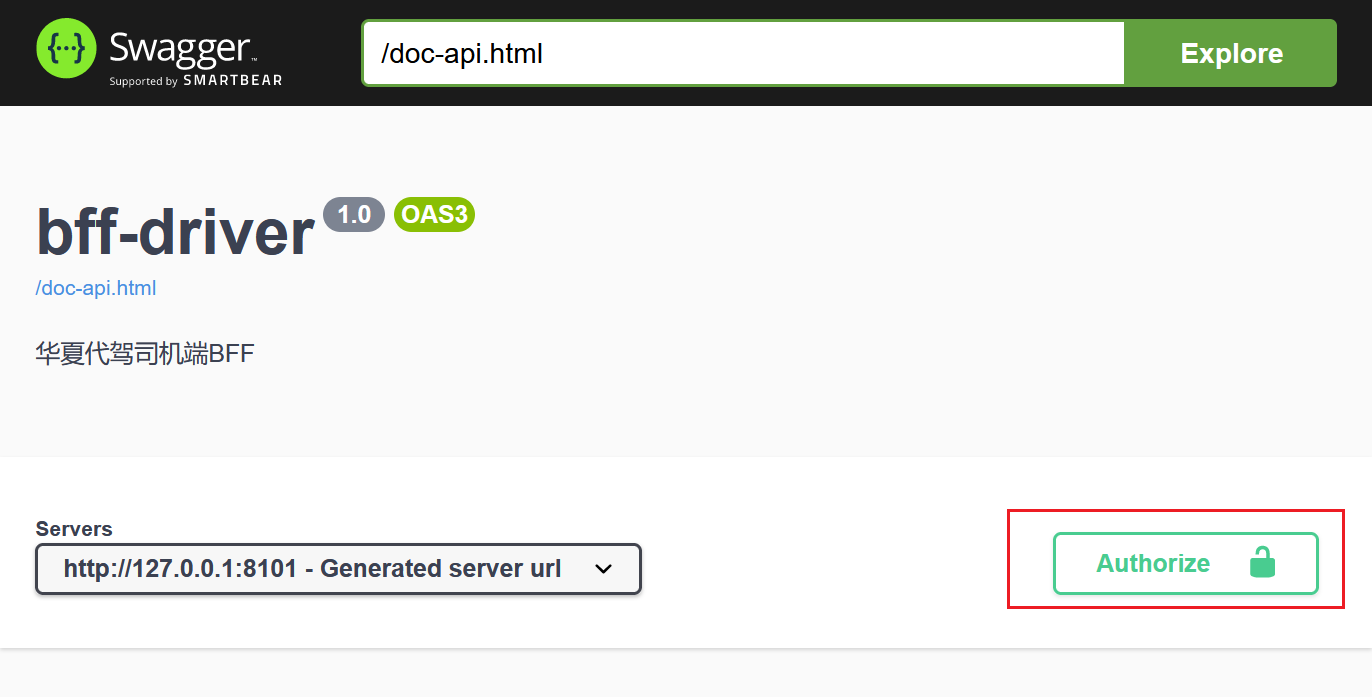 Swagger™
Supported by SMARTBEAR
/doc-api.html
Explore
bff-driver 1.0 OAS3
/doc-api.html
华夏代驾司机端BFF
Servers
http://127.0.0.1:8101 - Generated server url
Authorize